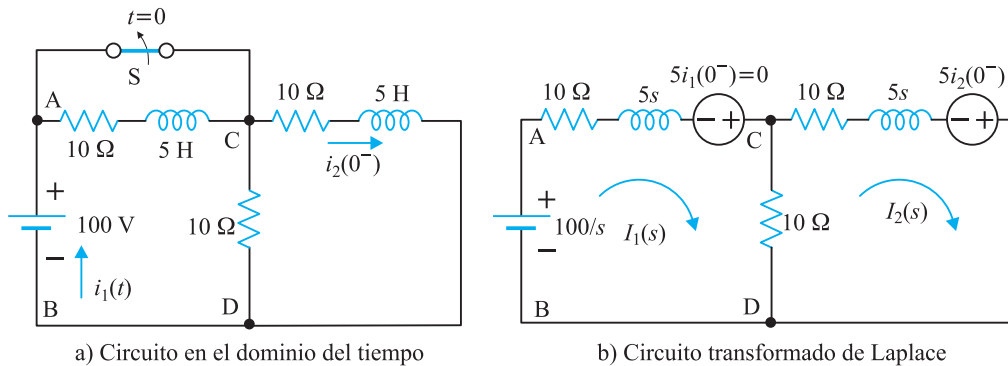 t=0
S
A
10 Ω
5 H
C
10 Ω
5 H
i₂(0⁻)
10 Ω
+
100 V
−
i₁(t)
B
D
a) Circuito en el dominio del tiempo
5i₁(0⁻)=0
5i₂(0⁻)
10 Ω
5s
− +
10 Ω
5s
− +
A
C
+
100/s
−
I₁(s)
10 Ω
I₂(s)
B
D
b) Circuito transformado de Laplace